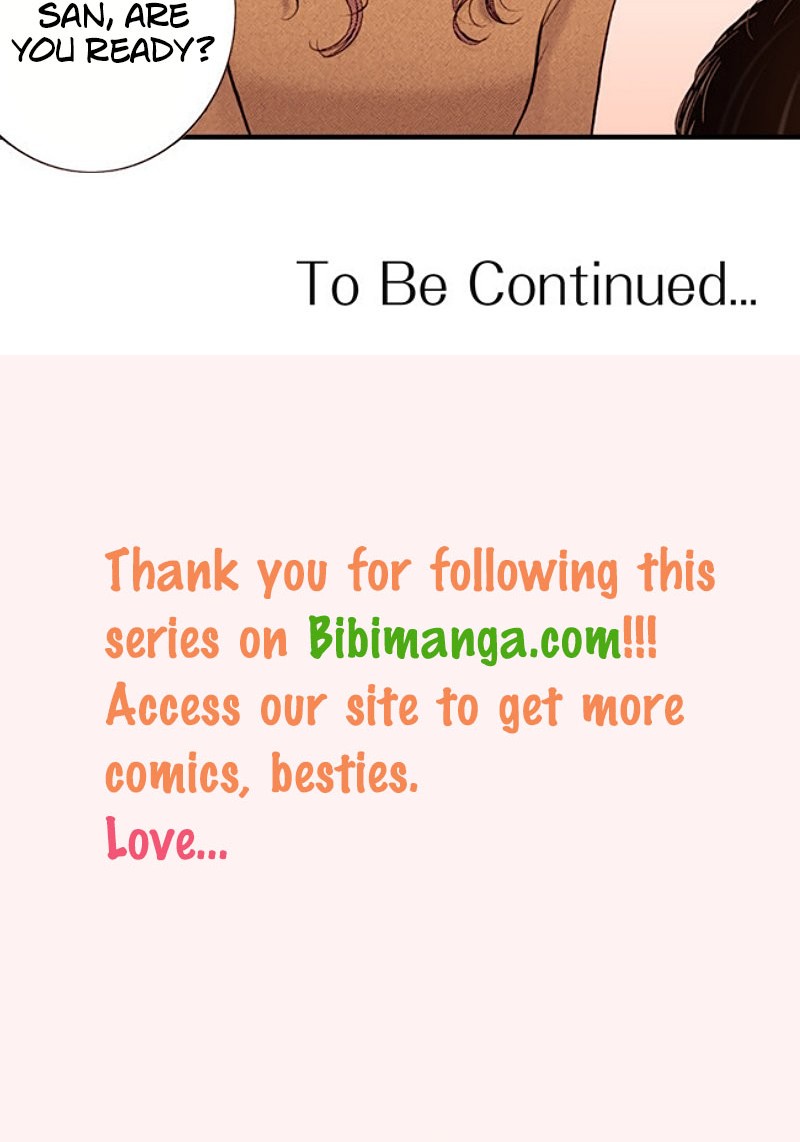 SAN, ARE
YOU READY?
To Be Continued...
Thank you for following this
series on Bibimanga.com!!!
Access our site to get more
comics, besties.
Love...